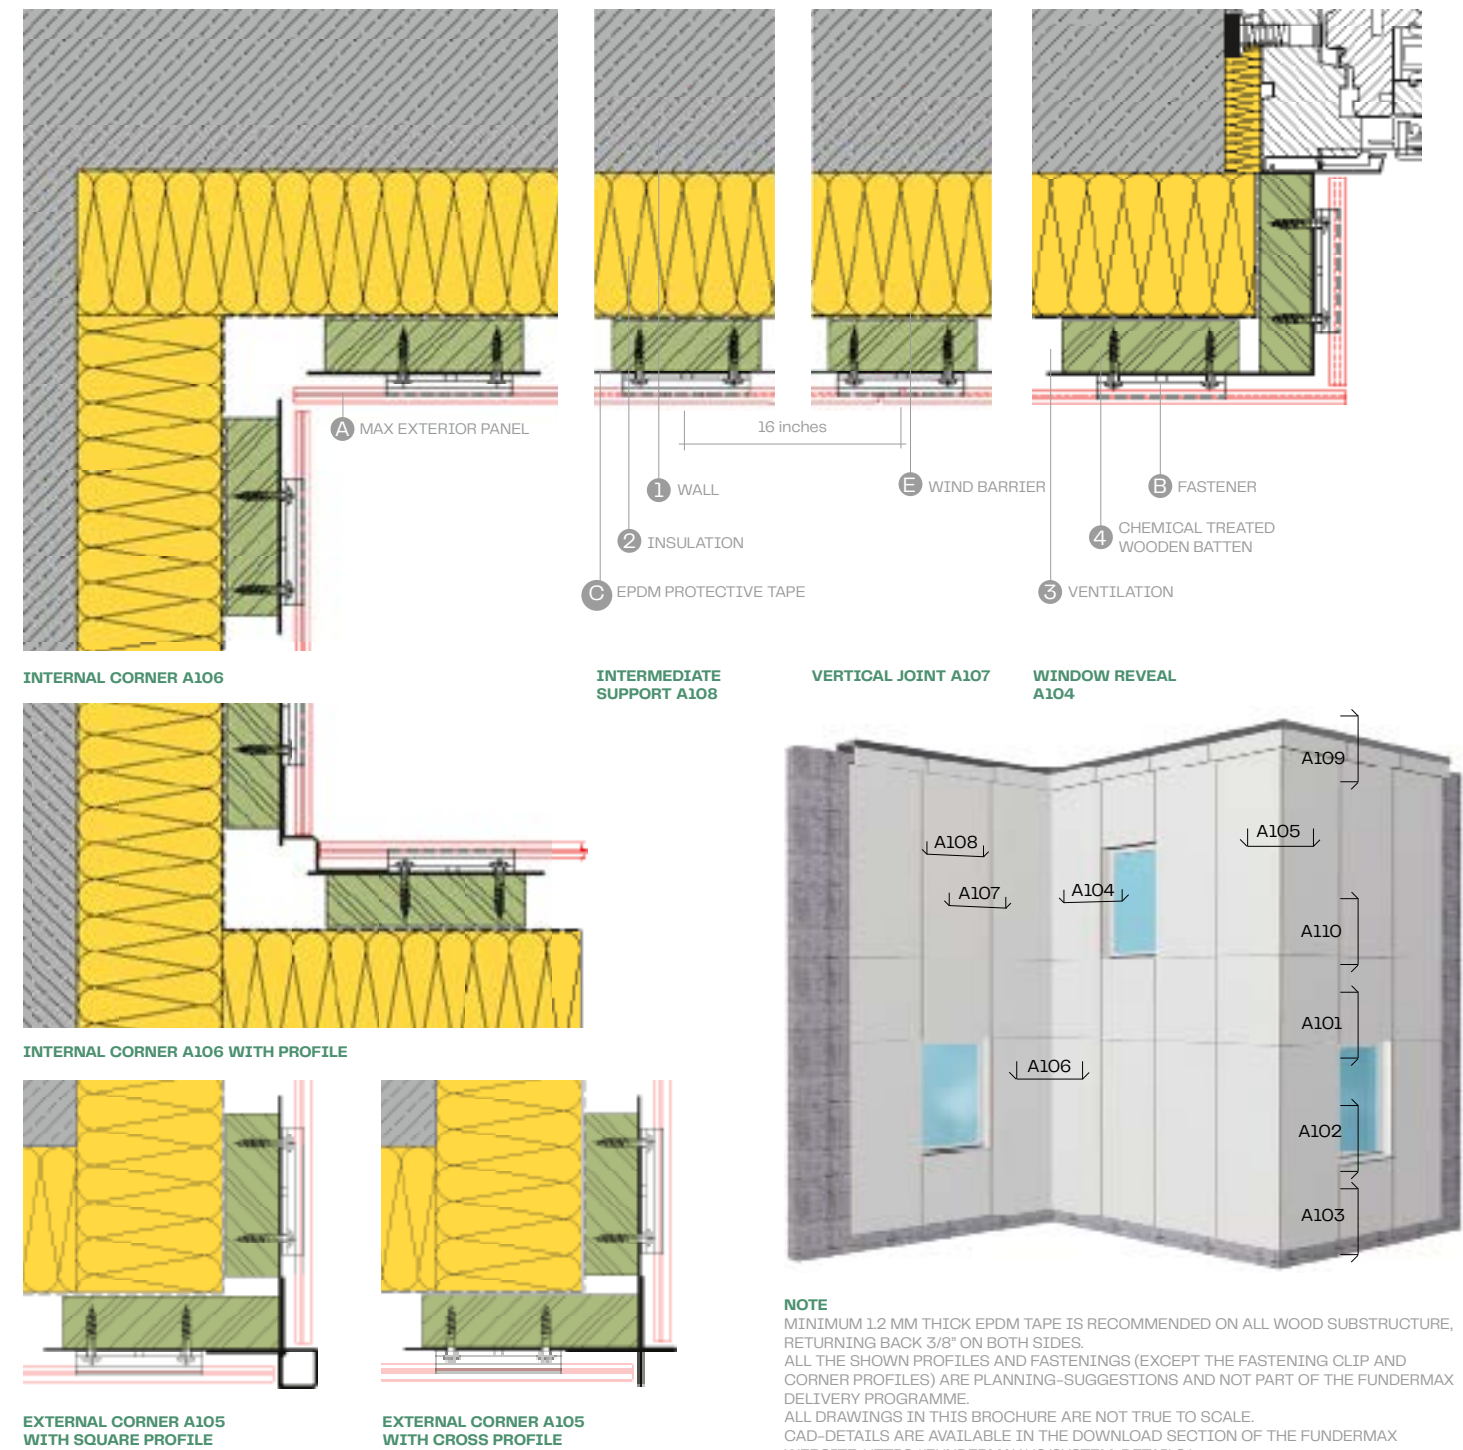 A MAX EXTERIOR PANEL
16 inches
1 WALL
E WIND BARRIER
B FASTENER
2 INSULATION
4 CHEMICAL TREATED
WOODEN BATTEN
C EPDM PROTECTIVE TAPE
3 VENTILATION
INTERNAL CORNER A106
INTERMEDIATE
SUPPORT A108
VERTICAL JOINT A107
WINDOW REVEAL
A104
INTERNAL CORNER A106 WITH PROFILE
A109
A105
A108
A107
A104
A110
A101
A106
A102
A103
EXTERNAL CORNER A105
WITH SQUARE PROFILE
EXTERNAL CORNER A105
WITH CROSS PROFILE
NOTE
MINIMUM 1.2 MM THICK EPDM TAPE IS RECOMMENDED ON ALL WOOD SUBSTRUCTURE,
RETURNING BACK 3/8" ON BOTH SIDES.
ALL THE SHOWN PROFILES AND FASTENINGS (EXCEPT THE FASTENING CLIP AND
CORNER PROFILES) ARE PLANNING-SUGGESTIONS AND NOT PART OF THE FUNDERMAX
DELIVERY PROGRAMME.
ALL DRAWINGS IN THIS BROCHURE ARE NOT TRUE TO SCALE.
CAD-DETAILS ARE AVAILABLE IN THE DOWNLOAD SECTION OF THE FUNDERMAX